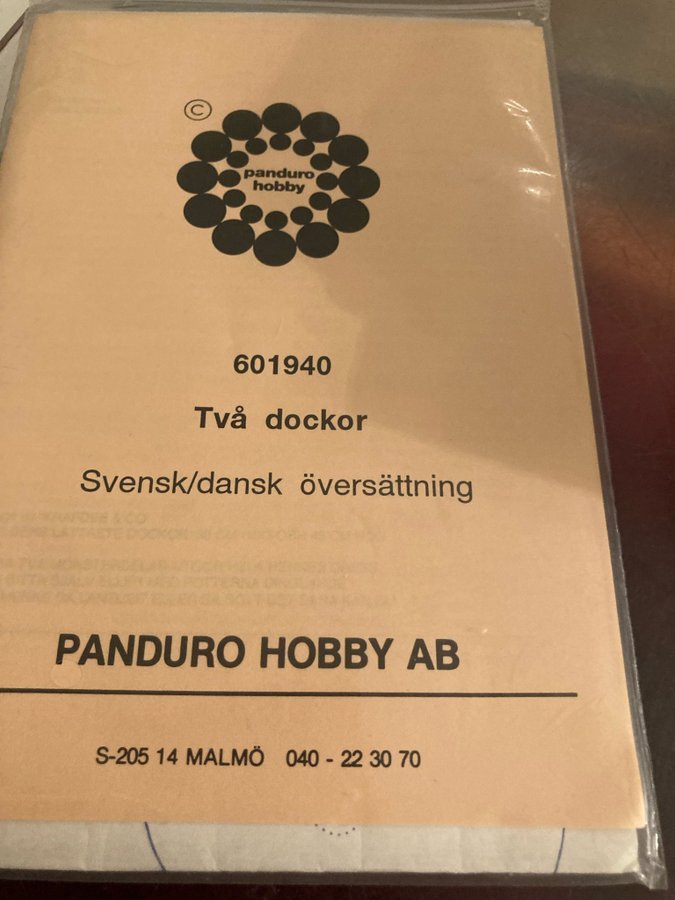 ©
panduro
hobby
601940
Två dockor
Svensk/dansk översättning
PANDURO HOBBY AB
S-205 14 MALMÖ 040 - 22 30 70